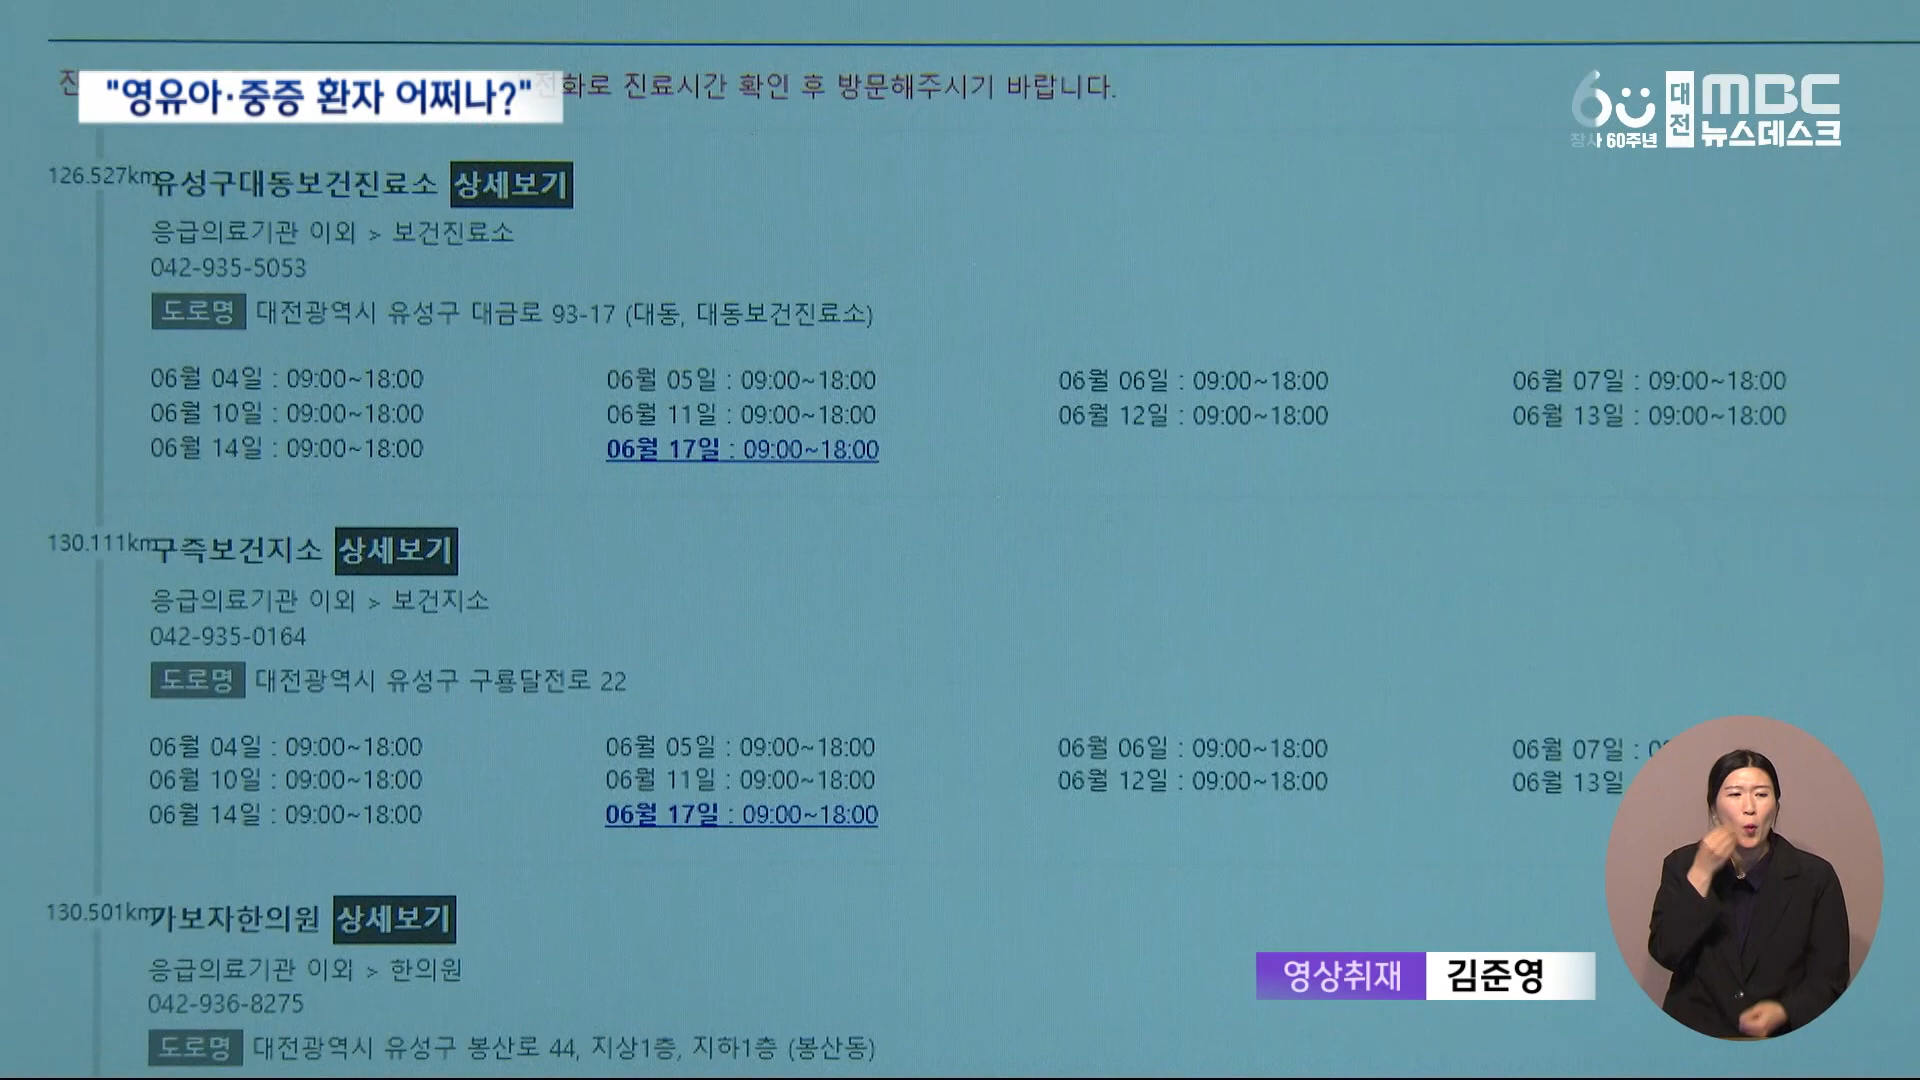 "영유아·중증 환자 어쩌나?"
전화로 진료시간 확인 후 방문해주시기 바랍니다.
60
창사 60주년
대전
MBC
뉴스데스크
126.527km
유성구대동보건진료소 상세보기
응급의료기관 이외 > 보건진료소
042-935-5053
도로명 대전광역시 유성구 대금로 93-17 (대동, 대동보건진료소)
06월 04일 : 09:00~18:00 06월 05일 : 09:00~18:00 06월 06일 : 09:00~18:00 06월 07일 : 09:00~18:00
06월 10일 : 09:00~18:00 06월 11일 : 09:00~18:00 06월 12일 : 09:00~18:00 06월 13일 : 09:00~18:00
06월 14일 : 09:00~18:00 06월 17일 : 09:00~18:00
130.111km
구즉보건지소 상세보기
응급의료기관 이외 > 보건지소
042-935-0164
도로명 대전광역시 유성구 구룡달전로 22
06월 04일 : 09:00~18:00 06월 05일 : 09:00~18:00 06월 06일 : 09:00~18:00 06월 07일 :
06월 10일 : 09:00~18:00 06월 11일 : 09:00~18:00 06월 12일 : 09:00~18:00 06월 13일
06월 14일 : 09:00~18:00 06월 17일 : 09:00~18:00
130.501km
가보자한의원 상세보기
응급의료기관 이외 > 한의원
042-936-8275
도로명 대전광역시 유성구 봉산로 44, 지상1층, 지하1층 (봉산동)
영상취재 김준영